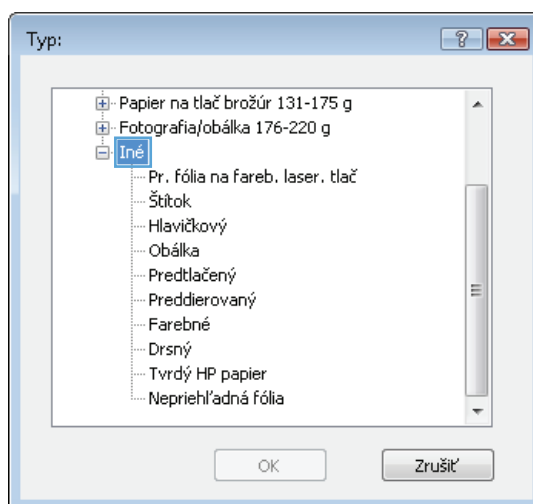 Typ:
Papier na tlač brožúr 131-175 g
Fotografia/obálka 176-220 g
Iné
Pr. fólia na fareb. laser. tlač
Štítok
Hlavičkový
Obálka
Predtlačený
Preddierovaný
Farebné
Drsný
Tvrdý HP papier
Nepriehľadná fólia
OK
Zrušiť